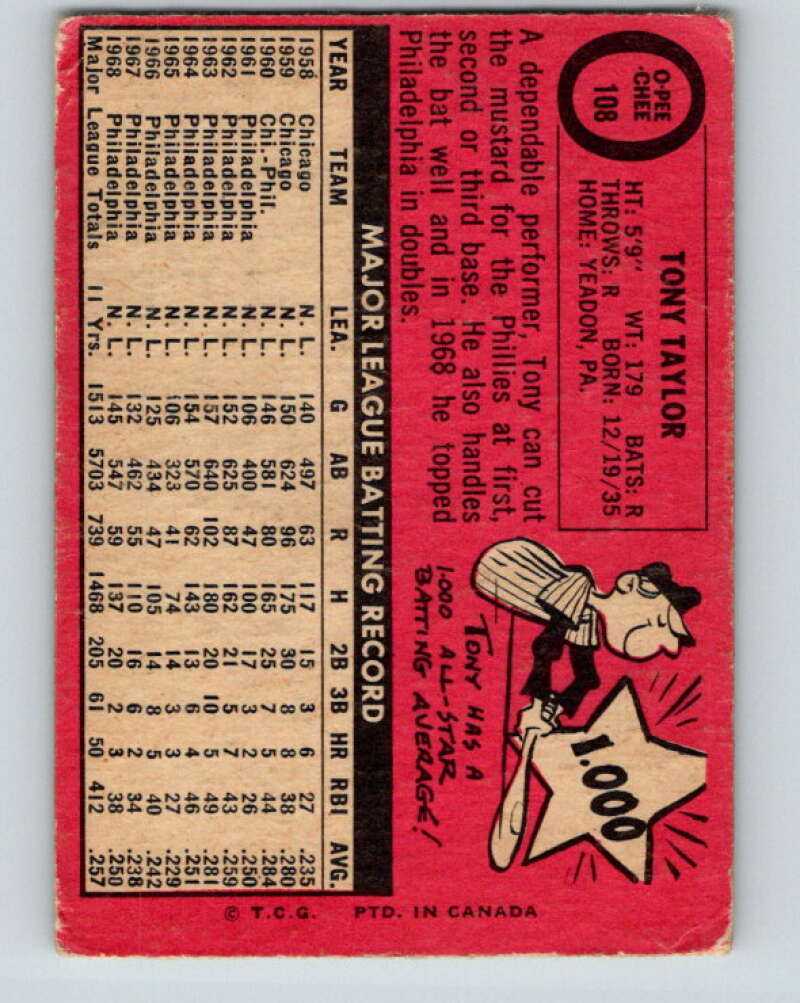 O-PEE
-CHEE
108
TONY TAYLOR
HT: 5'9" WT: 179 BATS: R
THROWS: R BORN: 12/19/35
HOME: YEADON, PA.
A dependable performer, Tony can cut
the mustard for the Phillies at first,
second or third base. He also handles
the bat well and in 1968 he topped
Philadelphia in doubles.
1.000
TONY HAS A
1.000 ALL-STAR
BATTING AVERAGE!
MAJOR LEAGUE BATTING RECORD
YEAR TEAM LEA. G AB R H 2B 3B HR RBI AVG.
1958 Chicago N. L. 140 497 63 117 15 3 6 27 .235
1959 Chicago N. L. 150 624 96 175 30 8 8 38 .280
1960 Chi.-Phil. N. L. 146 581 80 165 25 7 5 44 .284
1961 Philadelphia N. L. 106 400 47 100 17 3 2 26 .250
1962 Philadelphia N. L. 152 625 87 162 21 5 7 43 .259
1963 Philadelphia N. L. 157 640 102 180 20 10 5 49 .281
1964 Philadelphia N. L. 154 570 62 143 13 6 4 46 .251
1965 Philadelphia N. L. 106 323 41 74 14 3 3 27 .229
1966 Philadelphia N. L. 125 434 47 105 14 8 5 40 .242
1967 Philadelphia N. L. 132 462 55 110 16 6 2 34 .238
1968 Philadelphia N. L. 145 547 59 137 20 2 3 38 .250
Major League Totals 11 Yrs. 1513 5703 739 1468 205 61 50 412 .257
© T.C.G. PTD. IN CANADA